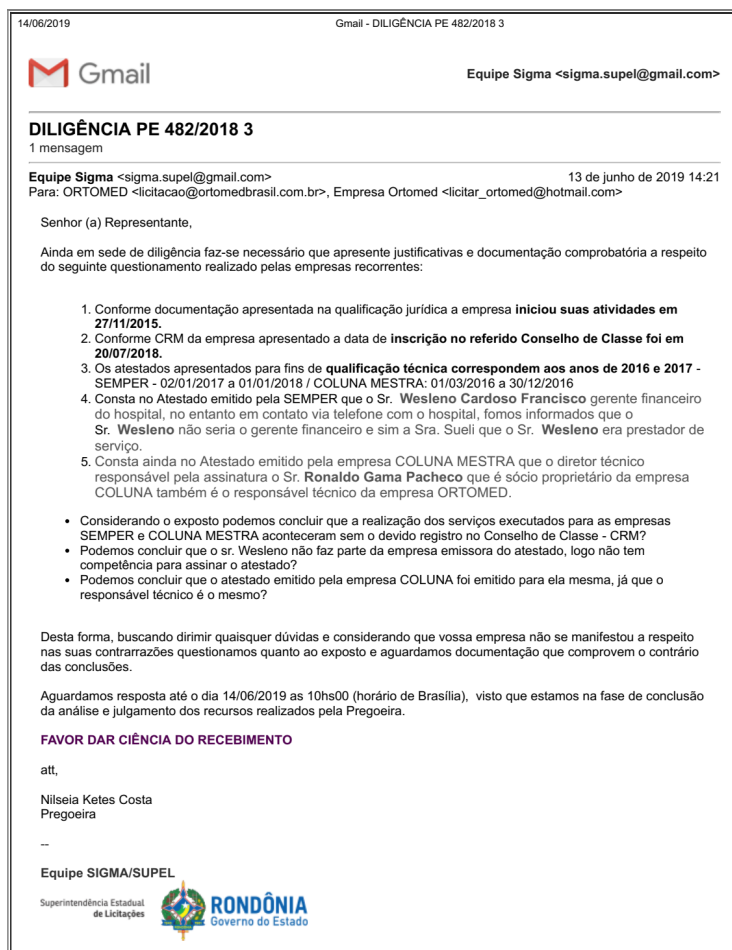 14/06/2019 Gmail - DILIGÊNCIA PE 482/2018 3
Gmail
Equipe Sigma <sigma.supel@gmail.com>
DILIGÊNCIA PE 482/2018 3
1 mensagem
Equipe Sigma <sigma.supel@gmail.com> 13 de junho de 2019 14:21
Para: ORTOMED <licitacao@ortomedbrasil.com.br>, Empresa Ortomed <licitar_ortomed@hotmail.com>
Senhor (a) Representante,
Ainda em sede de diligência faz-se necessário que apresente justificativas e documentação comprobatória a respeito
do seguinte questionamento realizado pelas empresas recorrentes:
1. Conforme documentação apresentada na qualificação jurídica a empresa iniciou suas atividades em
27/11/2015.
2. Conforme CRM da empresa apresentado a data de inscrição no referido Conselho de Classe foi em
20/07/2018.
3. Os atestados apresentados para fins de qualificação técnica correspondem aos anos de 2016 e 2017 -
SEMPER - 02/01/2017 a 01/01/2018 / COLUNA MESTRA: 01/03/2016 a 30/12/2016
4. Consta no Atestado emitido pela SEMPER que o Sr. Wesleno Cardoso Francisco gerente financeiro
do hospital, no entanto em contato via telefone com o hospital, fomos informados que o
Sr. Wesleno não seria o gerente financeiro e sim a Sra. Sueli que o Sr. Wesleno era prestador de
serviço.
5. Consta ainda no Atestado emitido pela empresa COLUNA MESTRA que o diretor técnico
responsável pela assinatura o Sr. Ronaldo Gama Pacheco que é sócio proprietário da empresa
COLUNA também é o responsável técnico da empresa ORTOMED.
• Considerando o exposto podemos concluir que a realização dos serviços executados para as empresas
SEMPER e COLUNA MESTRA aconteceram sem o devido registro no Conselho de Classe - CRM?
• Podemos concluir que o sr. Wesleno não faz parte da empresa emissora do atestado, logo não tem
competência para assinar o atestado?
• Podemos concluir que o atestado emitido pela empresa COLUNA foi emitido para ela mesma, já que o
responsável técnico é o mesmo?
Desta forma, buscando dirimir quaisquer dúvidas e considerando que vossa empresa não se manifestou a respeito
nas suas contrarrazões questionamos quanto ao exposto e aguardamos documentação que comprovem o contrário
das conclusões.
Aguardamos resposta até o dia 14/06/2019 as 10hs00 (horário de Brasília), visto que estamos na fase de conclusão
da análise e julgamento dos recursos realizados pela Pregoeira.
FAVOR DAR CIÊNCIA DO RECEBIMENTO
att,
Nilseia Ketes Costa
Pregoeira
--
Equipe SIGMA/SUPEL
Superintendência Estadual
de Licitações
RONDÔNIA
Governo do Estado